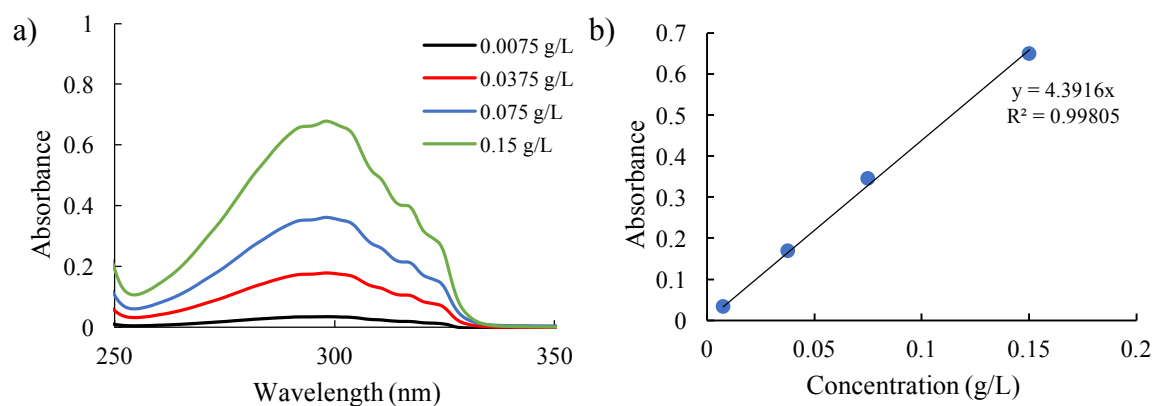 a)
1
0.8
0.6
0.4
0.2
0
250
300
350
Absorbance
Wavelength (nm)
0.0075 g/L
0.0375 g/L
0.075 g/L
0.15 g/L
b)
0.7
0.6
0.5
0.4
0.3
0.2
0.1
0
0
0.05
0.1
0.15
0.2
Absorbance
Concentration (g/L)
y = 4.3916x
R² = 0.99805